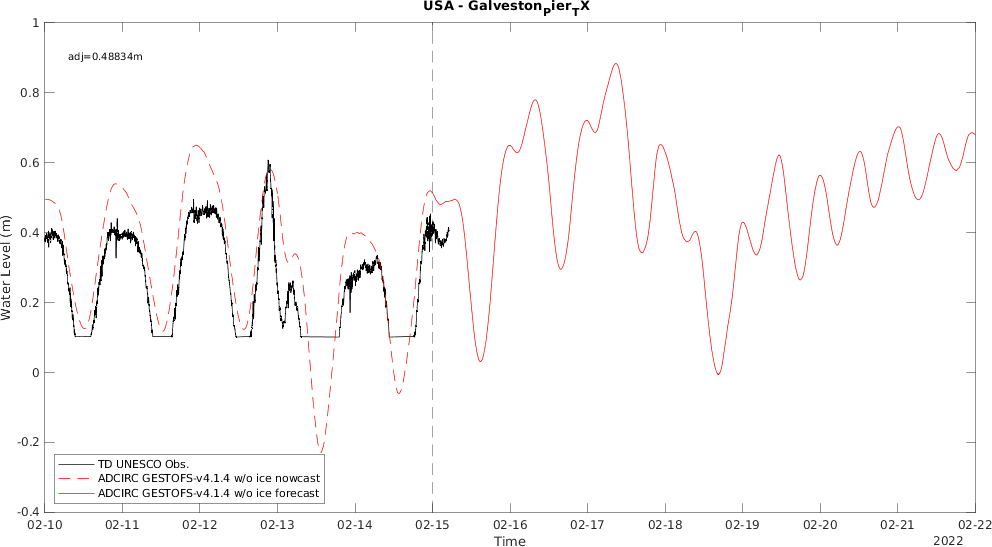 USA - Galveston_Pier_TX
adj=0.48834m
1
0.8
0.6
0.4
0.2
0
-0.2
-0.4
Water Level (m)
TD UNESCO Obs.
ADCIRC GESTOFS-v4.1.4 w/o ice nowcast
ADCIRC GESTOFS-v4.1.4 w/o ice forecast
02-10 02-11 02-12 02-13 02-14 02-15 02-16 02-17 02-18 02-19 02-20 02-21 02-22
Time
2022